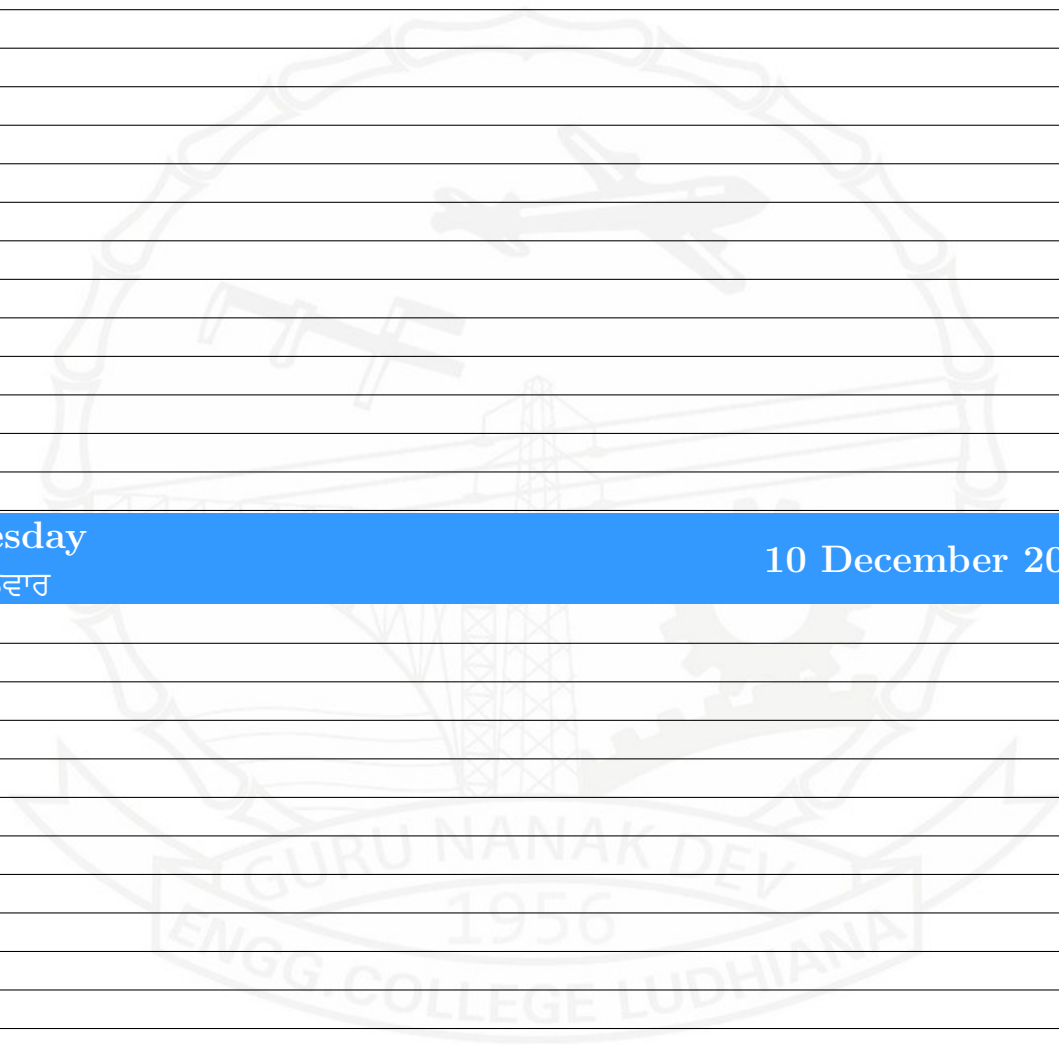 esday
ਵਾਰ
10 December 20
GURU NANAK DEV
1956
ENGG.COLLEGE LUDHIANA